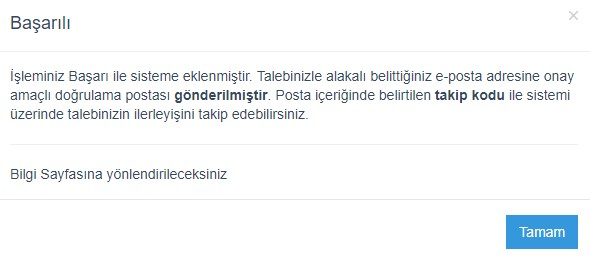 Başarılı
×
İşleminiz Başarı ile sisteme eklenmiştir. Talebinizle alakalı belittiğiniz e-posta adresine onay
amaçlı doğrulama postası gönderilmiştir. Posta içeriğinde belirtilen takip kodu ile sistemi
üzerinde talebinizin ilerleyişini takip edebilirsiniz.
Bilgi Sayfasına yönlendirileceksiniz
Tamam